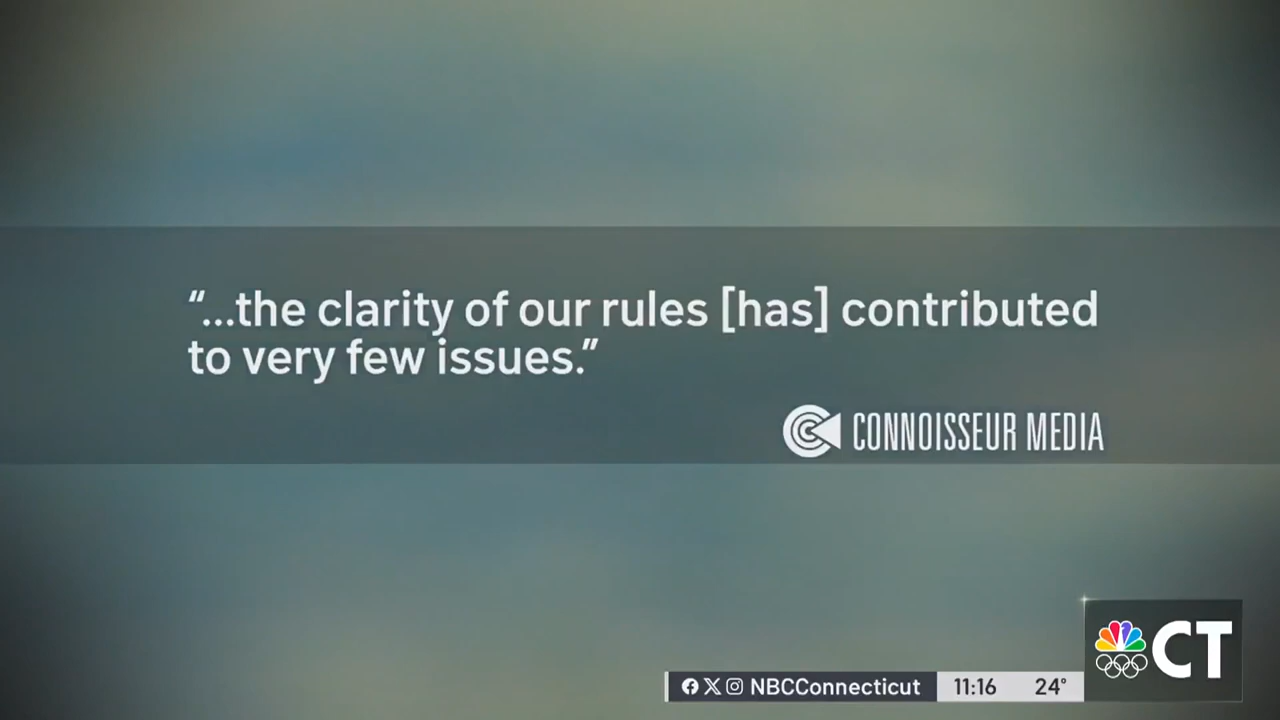 “...the clarity of our rules [has] contributed
to very few issues.”
CONNOISSEUR MEDIA
CT
NBCConnecticut 11:16 24°